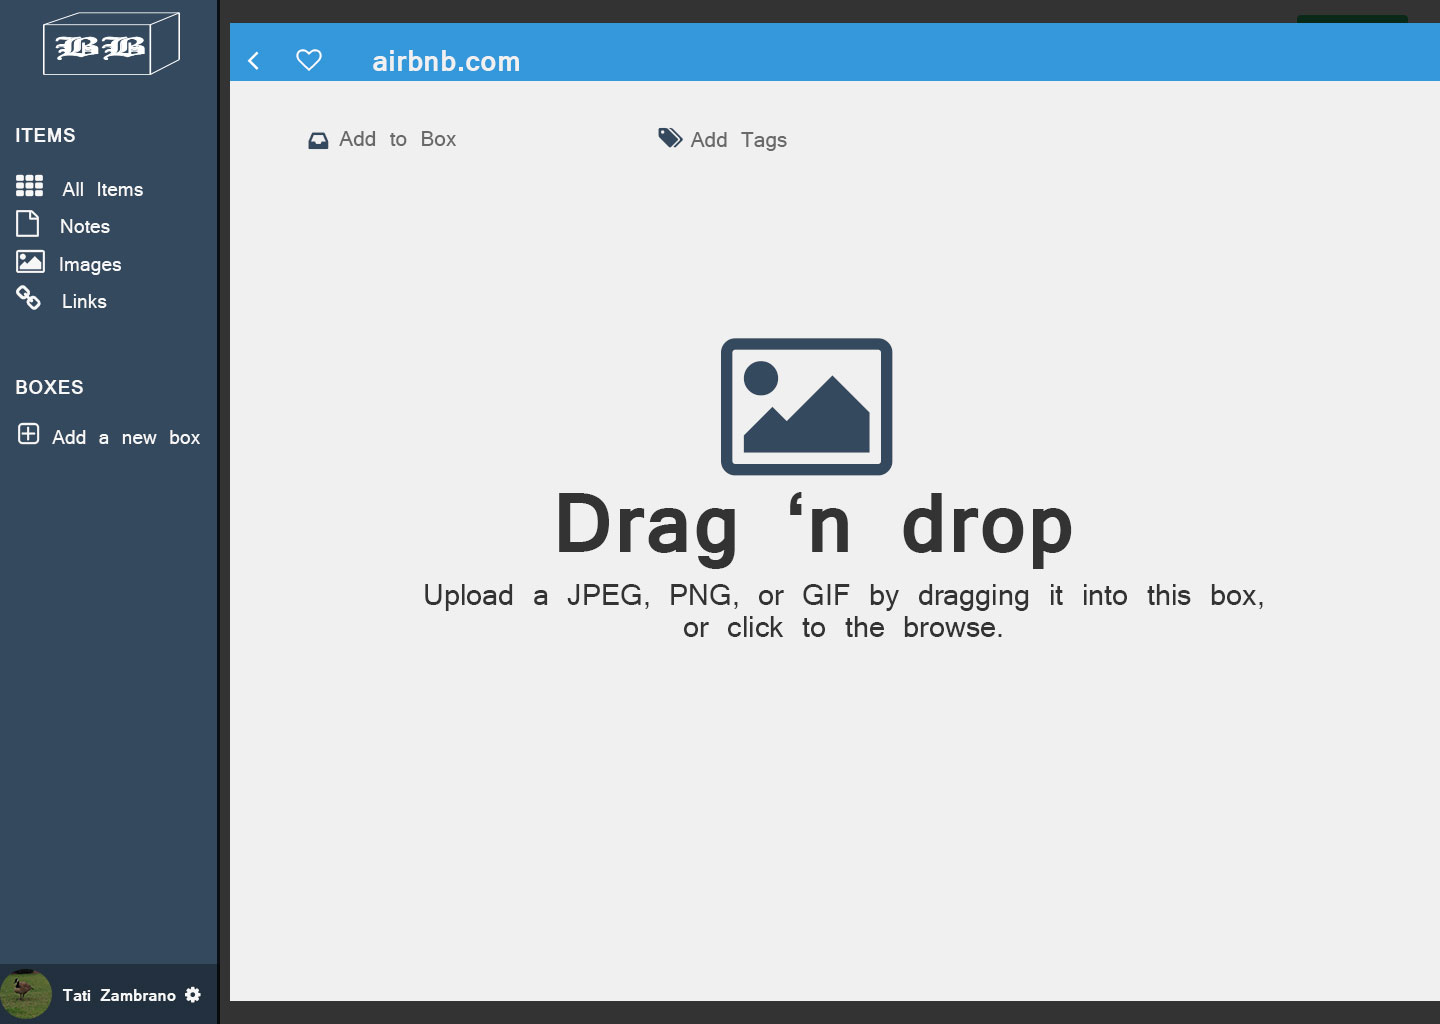 BB
ITEMS
All Items
Notes
Images
Links
BOXES
Add a new box
Tati Zambrano
airbnb.com
Add to Box
Add Tags
Drag ‘n drop
Upload a JPEG, PNG, or GIF by dragging it into this box,
or click to the browse.